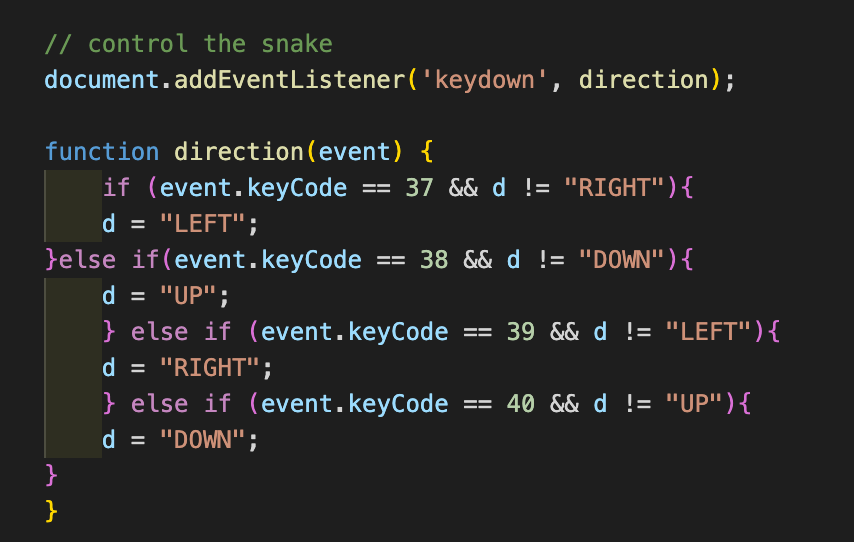 // control the snake
document.addEventListener('keydown', direction);

function direction(event) {
    if (event.keyCode == 37 && d != "RIGHT"){
    d = "LEFT";
}else if(event.keyCode == 38 && d != "DOWN"){
    d = "UP";
    } else if (event.keyCode == 39 && d != "LEFT"){
    d = "RIGHT";
    } else if (event.keyCode == 40 && d != "UP"){
    d = "DOWN";
}
}